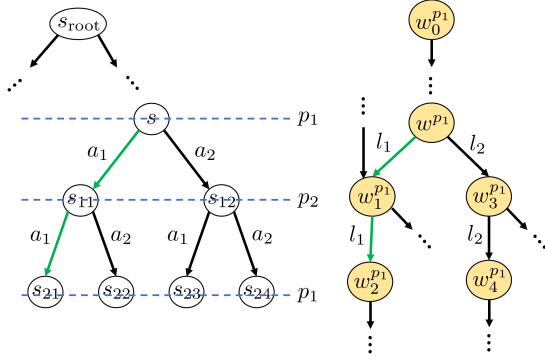 s_root
w_0^{p_1}
s
p_1
w^{p_1}
a_1
a_2
l_1
l_2
s_11
s_12
p_2
w_1^{p_1}
w_3^{p_1}
a_1
a_2
a_1
a_2
l_1
l_2
s_21
s_22
s_23
s_24
p_1
w_2^{p_1}
w_4^{p_1}